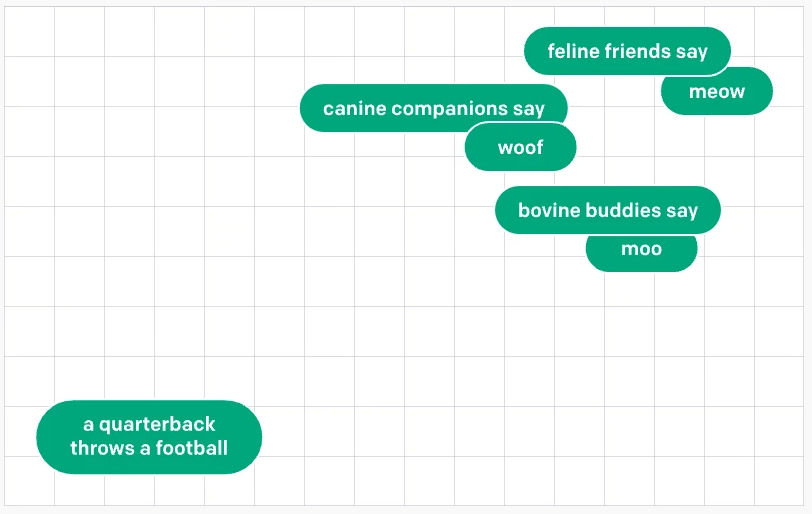 feline friends say
meow
canine companions say
woof
bovine buddies say
moo
a quarterback
throws a football